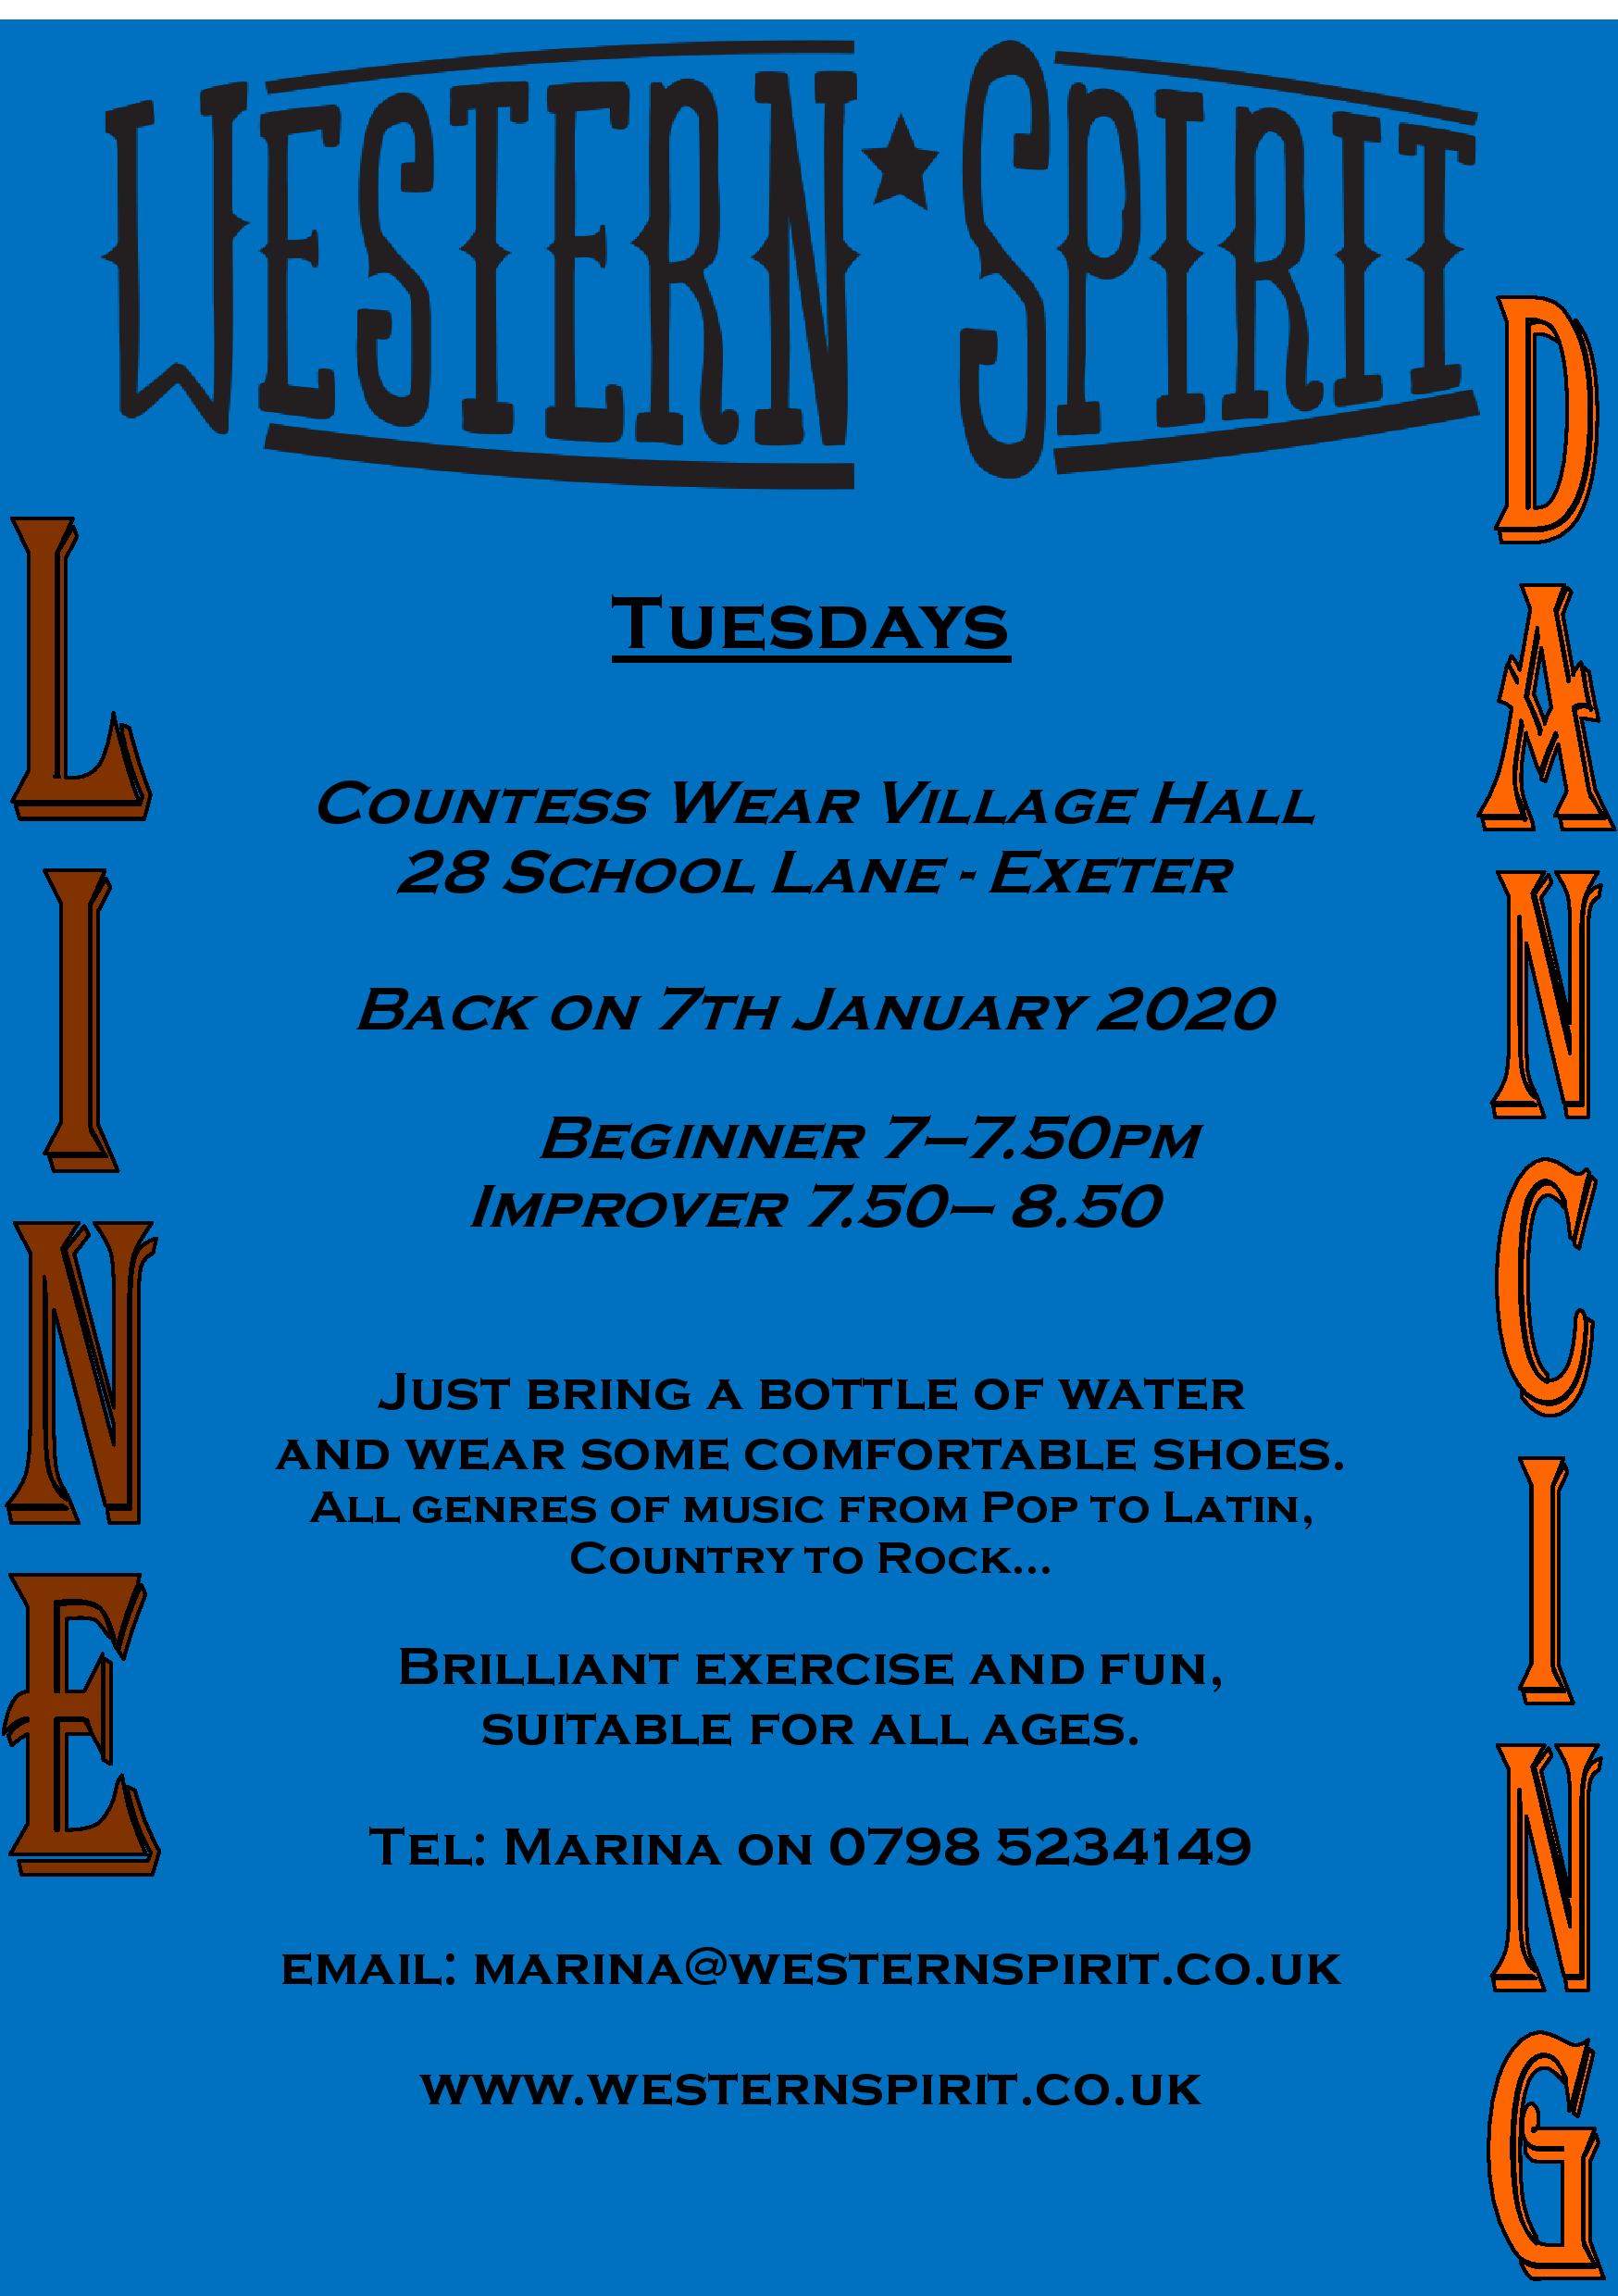 WESTERN★SPIRIT
LINE
DANCING
TUESDAYS
COUNTESS WEAR VILLAGE HALL
28 SCHOOL LANE - EXETER
BACK ON 7TH JANUARY 2020
BEGINNER 7–7.50PM
IMPROVER 7.50– 8.50
JUST BRING A BOTTLE OF WATER
AND WEAR SOME COMFORTABLE SHOES.
ALL GENRES OF MUSIC FROM POP TO LATIN,
COUNTRY TO ROCK...
BRILLIANT EXERCISE AND FUN,
SUITABLE FOR ALL AGES.
TEL: MARINA ON 0798 5234149
EMAIL: MARINA@WESTERNSPIRIT.CO.UK
WWW.WESTERNSPIRIT.CO.UK